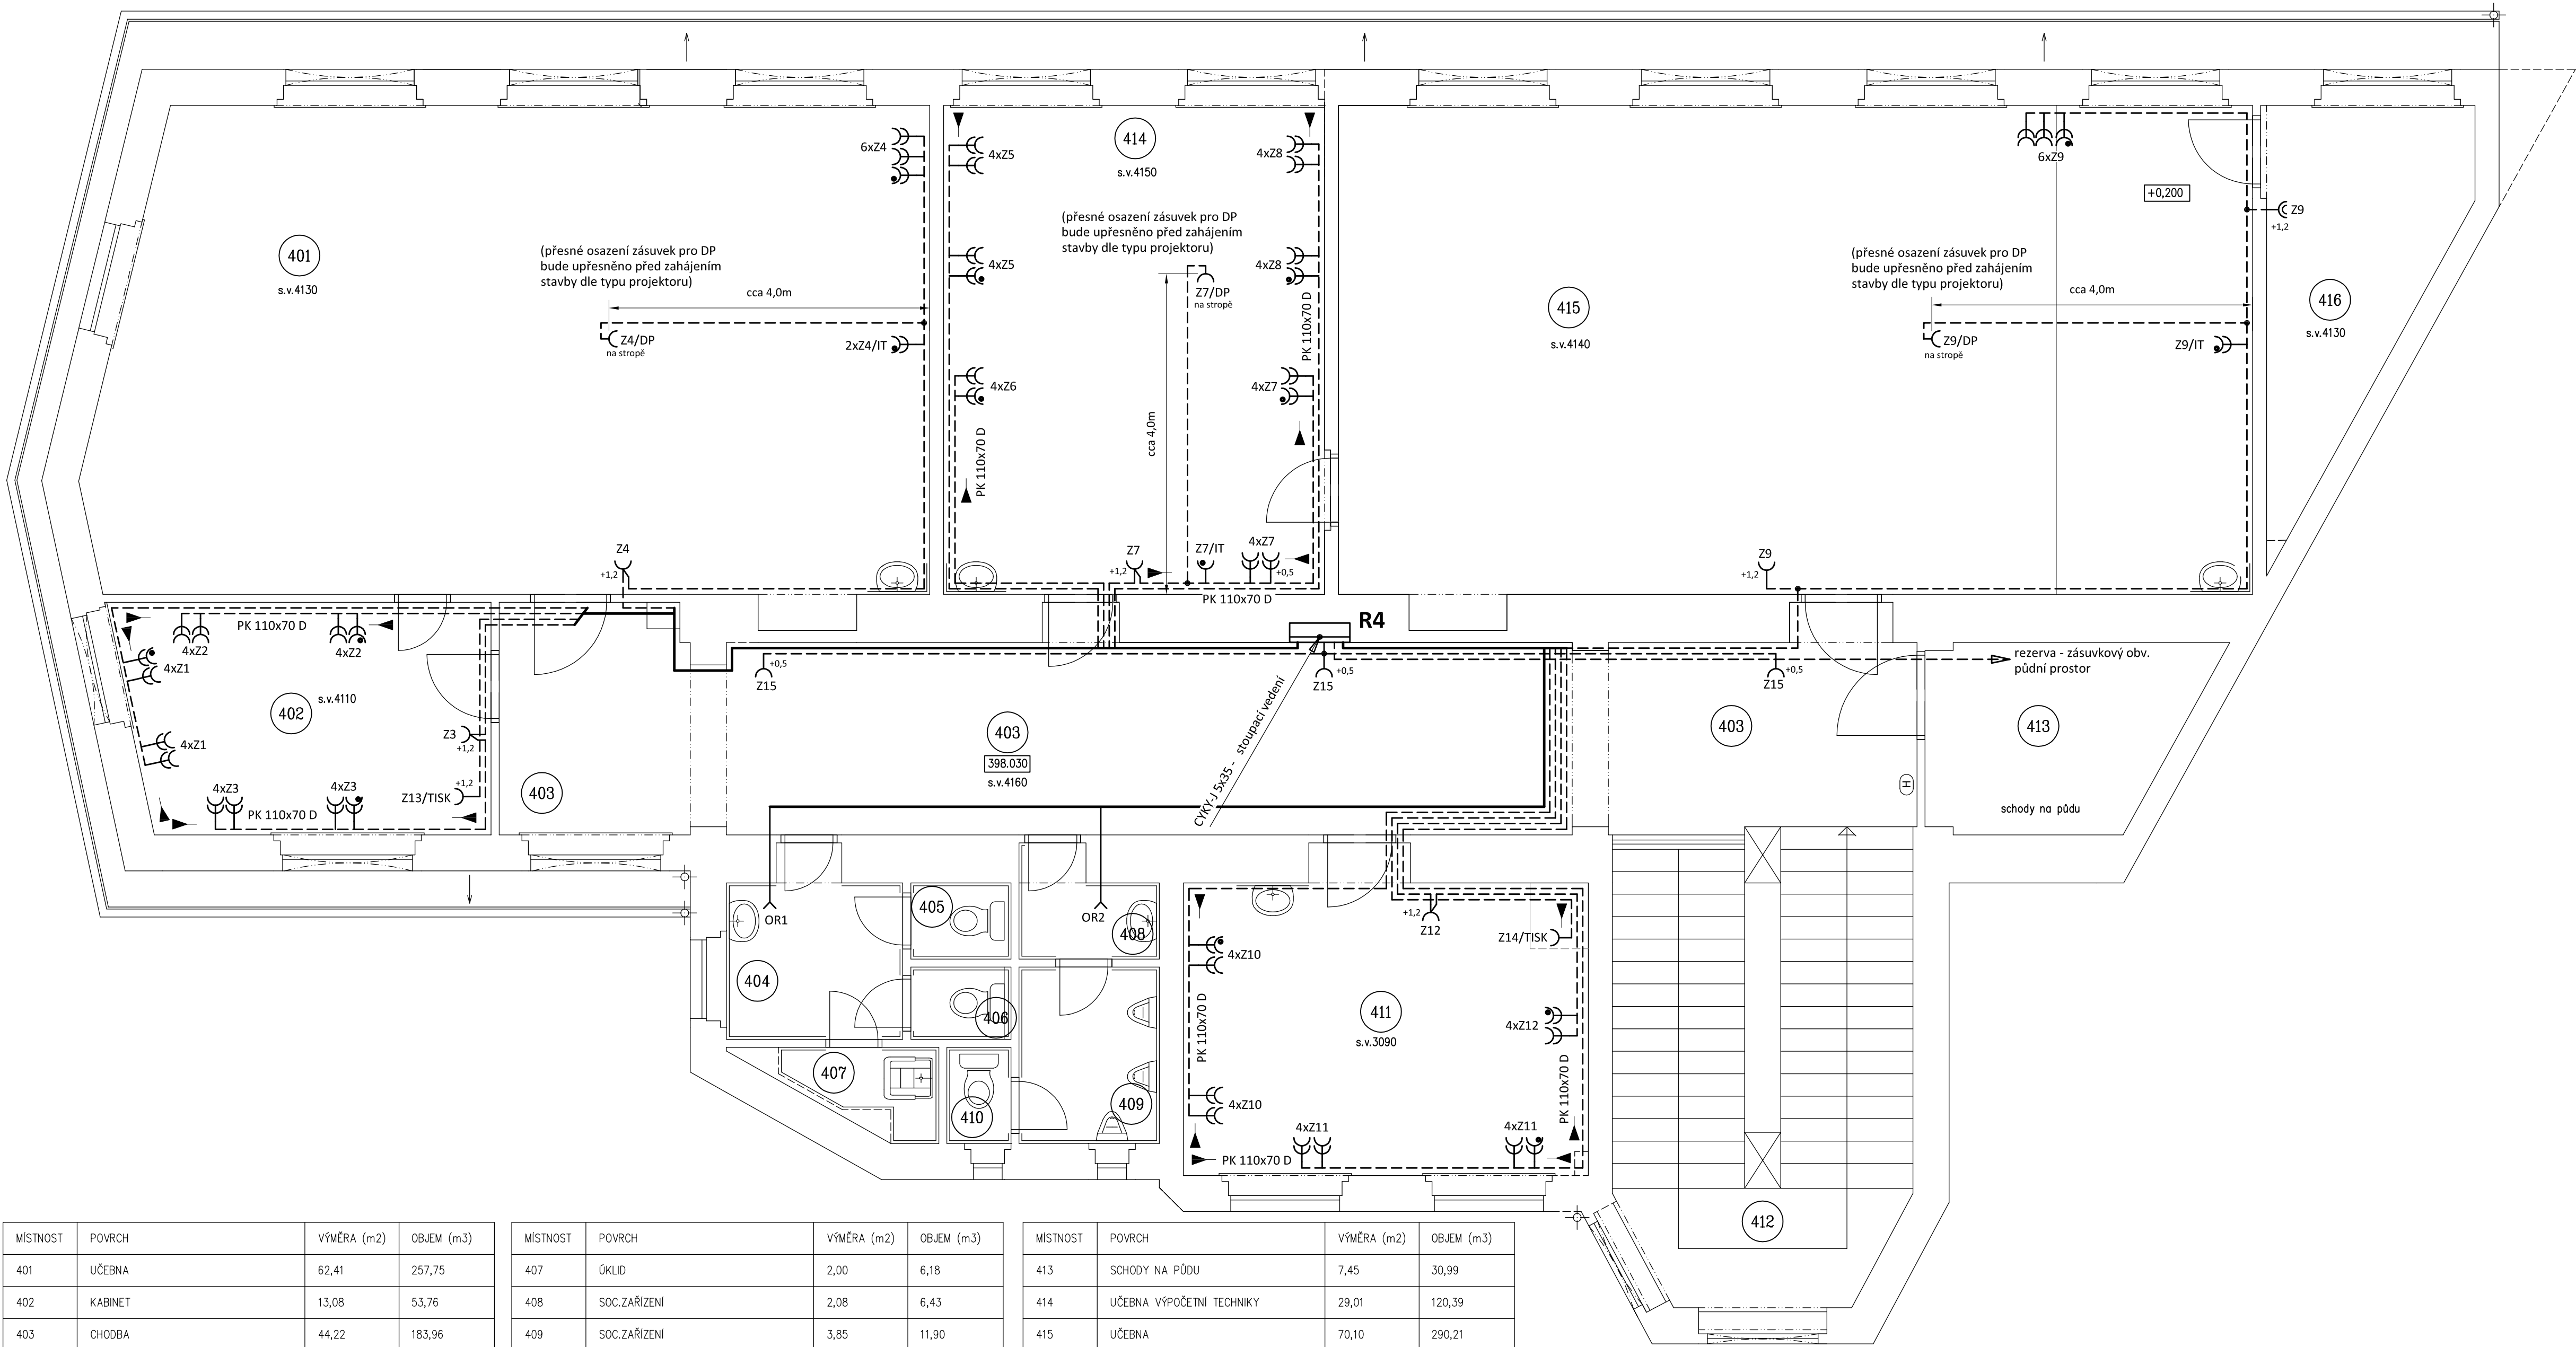 6xZ4
4xZ5
414
s.v.4150
4xZ8
6xZ9
+0,200
Z9
+1,2
401
s.v.4130
(přesné osazení zásuvek pro DP
bude upřesněno před zahájením
stavby dle typu projektoru)
cca 4,0m
Z4/DP
na stropě
2xZ4/IT
4xZ5
(přesné osazení zásuvek pro DP
bude upřesněno před zahájením
stavby dle typu projektoru)
4xZ8
Z7/DP
na stropě
PK 110x70 D
415
s.v.4140
(přesné osazení zásuvek pro DP
bude upřesněno před zahájením
stavby dle typu projektoru)
cca 4,0m
Z9/DP
na stropě
Z9/IT
416
s.v.4130
4xZ6
4xZ7
cca 4,0m
PK 110x70 D
Z4
+1,2
Z7
+1,2
Z7/IT
4xZ7
+0,5
PK 110x70 D
Z9
+1,2
R4
PK 110x70 D
4xZ2
4xZ2
4xZ1
402
s.v.4110
4xZ1
Z3
+1,2
4xZ3
4xZ3
PK 110x70 D
Z13/TISK
+1,2
403
+0,5
Z15
+0,5
Z15
+0,5
Z15
CYKY-J 5x35 - stoupací vedení
403
398.030
s.v.4160
403
rezerva - zásuvkový obv.
půdní prostor
413
H
schody na půdu
OR1
405
OR2
408
404
406
407
410
409
+1,2
Z12
Z14/TISK
4xZ10
PK 110x70 D
411
s.v.3090
4xZ12
4xZ10
PK 110x70 D
4xZ11
4xZ11
PK 110x70 D
412
MÍSTNOST POVRCH VÝMĚRA (m2) OBJEM (m3)
401 UČEBNA 62,41 257,75
402 KABINET 13,08 53,76
403 CHODBA 44,22 183,96
MÍSTNOST POVRCH VÝMĚRA (m2) OBJEM (m3)
407 ÚKLID 2,00 6,18
408 SOC.ZAŘÍZENÍ 2,08 6,43
409 SOC.ZAŘÍZENÍ 3,85 11,90
MÍSTNOST POVRCH VÝMĚRA (m2) OBJEM (m3)
413 SCHODY NA PŮDU 7,45 30,99
414 UČEBNA VÝPOČETNÍ TECHNIKY 29,01 120,39
415 UČEBNA 70,10 290,21